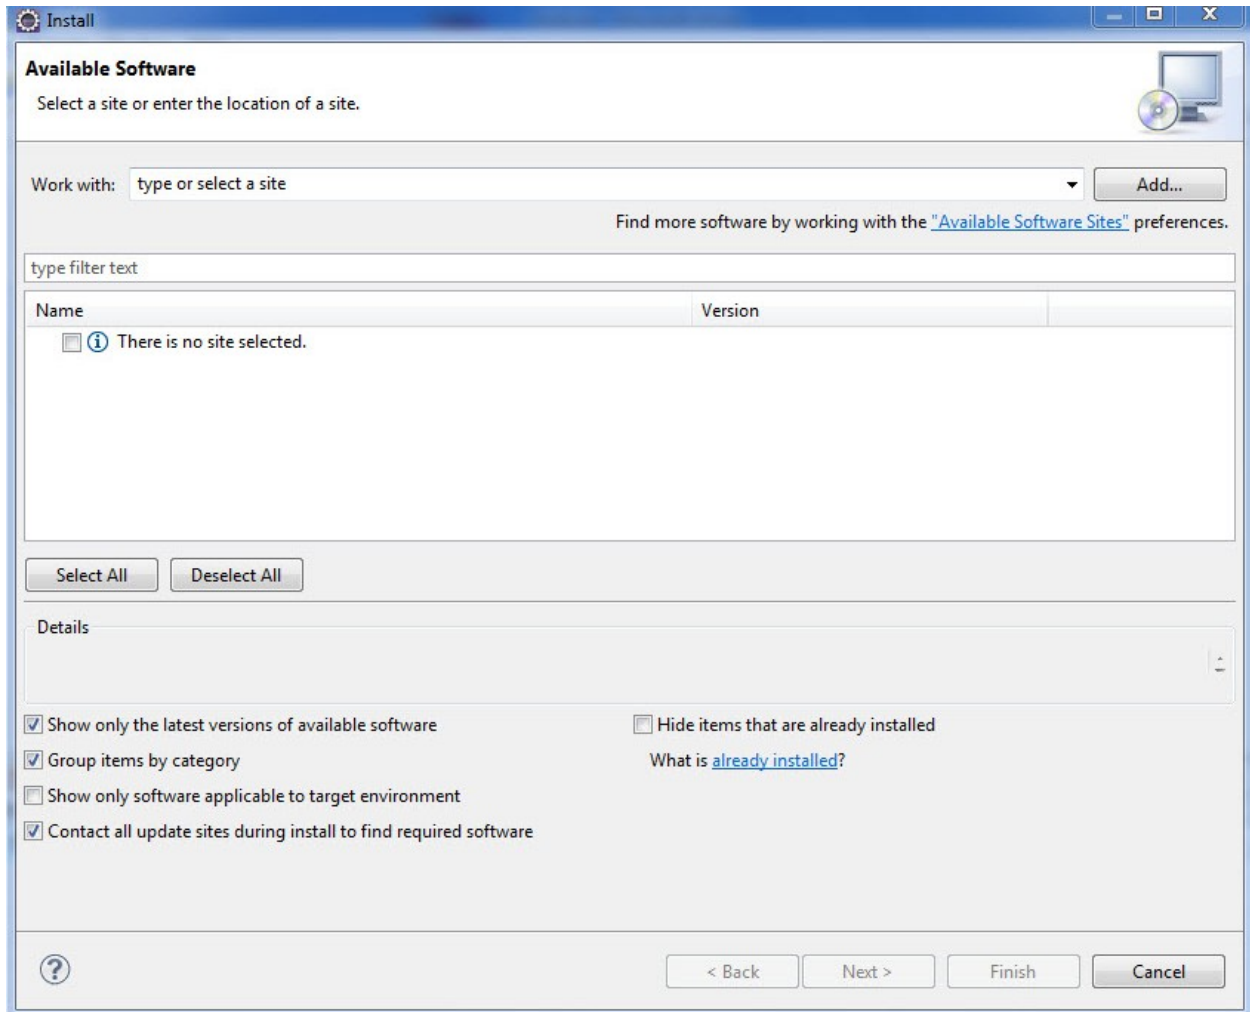 Install
Available Software
Select a site or enter the location of a site.
Work with: type or select a site Add...
Find more software by working with the "Available Software Sites" preferences.
type filter text
Name Version
There is no site selected.
Select All Deselect All
Details
Show only the latest versions of available software Hide items that are already installed
Group items by category What is already installed?
Show only software applicable to target environment
Contact all update sites during install to find required software
< Back Next > Finish Cancel